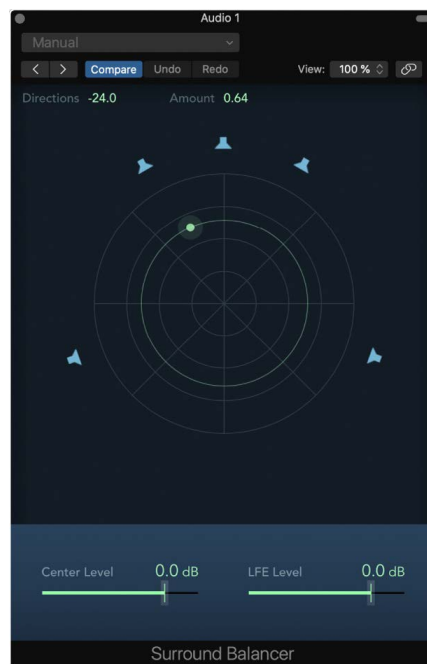 Audio 1
Manual
Compare Undo Redo View: 100 %
Directions -24.0 Amount 0.64
Center Level 0.0 dB LFE Level 0.0 dB
Surround Balancer